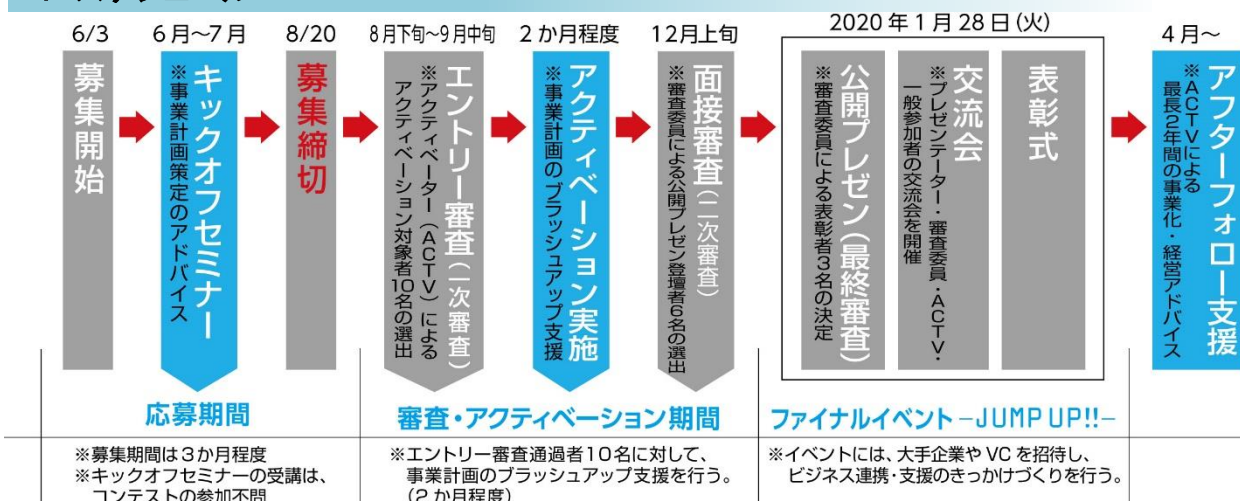 6/3
募集開始
6月～7月
キックオフセミナー
※事業計画策定のアドバイス
8/20
募集締切
8月下旬～9月中旬
エントリー審査(一次審査)
※アクティベーター(ACTV)による
アクティベーション対象者10名の選出
2か月程度
アクティベーション実施
※事業計画のブラッシュアップ支援
12月上旬
面接審査(二次審査)
※審査委員による公開プレゼン登壇者6名の選出
2020年1月28日(火)
公開プレゼン(最終審査)
※審査委員による表彰者3名の決定
交流会
※プレゼンテーター・審査委員・ACTV・
一般参加者の交流会を開催
表彰式
4月～
アフターフォロー支援
※ACTVによる
最長2年間の事業化・経営アドバイス
応募期間
※募集期間は3か月程度
※キックオフセミナーの受講は、
コンテストの参加不問
審査・アクティベーション期間
※エントリー審査通過者10名に対して、
事業計画のブラッシュアップ支援を行う。
(2か月程度)
ファイナルイベント -JUMP UP!!-
※イベントには、大手企業や VC を招待し、
ビジネス連携・支援のきっかけづくりを行う。